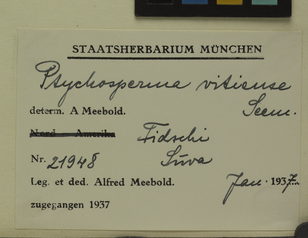 STAATSHERBARIUM MÜNCHEN
Ptychosperma vitiense
Seem.
determ. A Meebold.
Nord Amerika Fidschi
Nr. 21948 Suva
Leg. et ded. Alfred Meebold. Jan. 1937.
zugegangen 1937